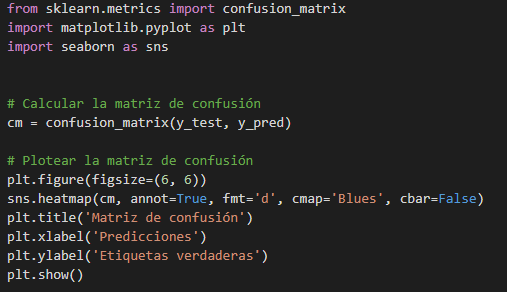 from sklearn.metrics import confusion_matrix
import matplotlib.pyplot as plt
import seaborn as sns
# Calcular la matriz de confusión
cm = confusion_matrix(y_test, y_pred)
# Plotear la matriz de confusión
plt.figure(figsize=(6, 6))
sns.heatmap(cm, annot=True, fmt='d', cmap='Blues', cbar=False)
plt.title('Matriz de confusión')
plt.xlabel('Predicciones')
plt.ylabel('Etiquetas verdaderas')
plt.show()